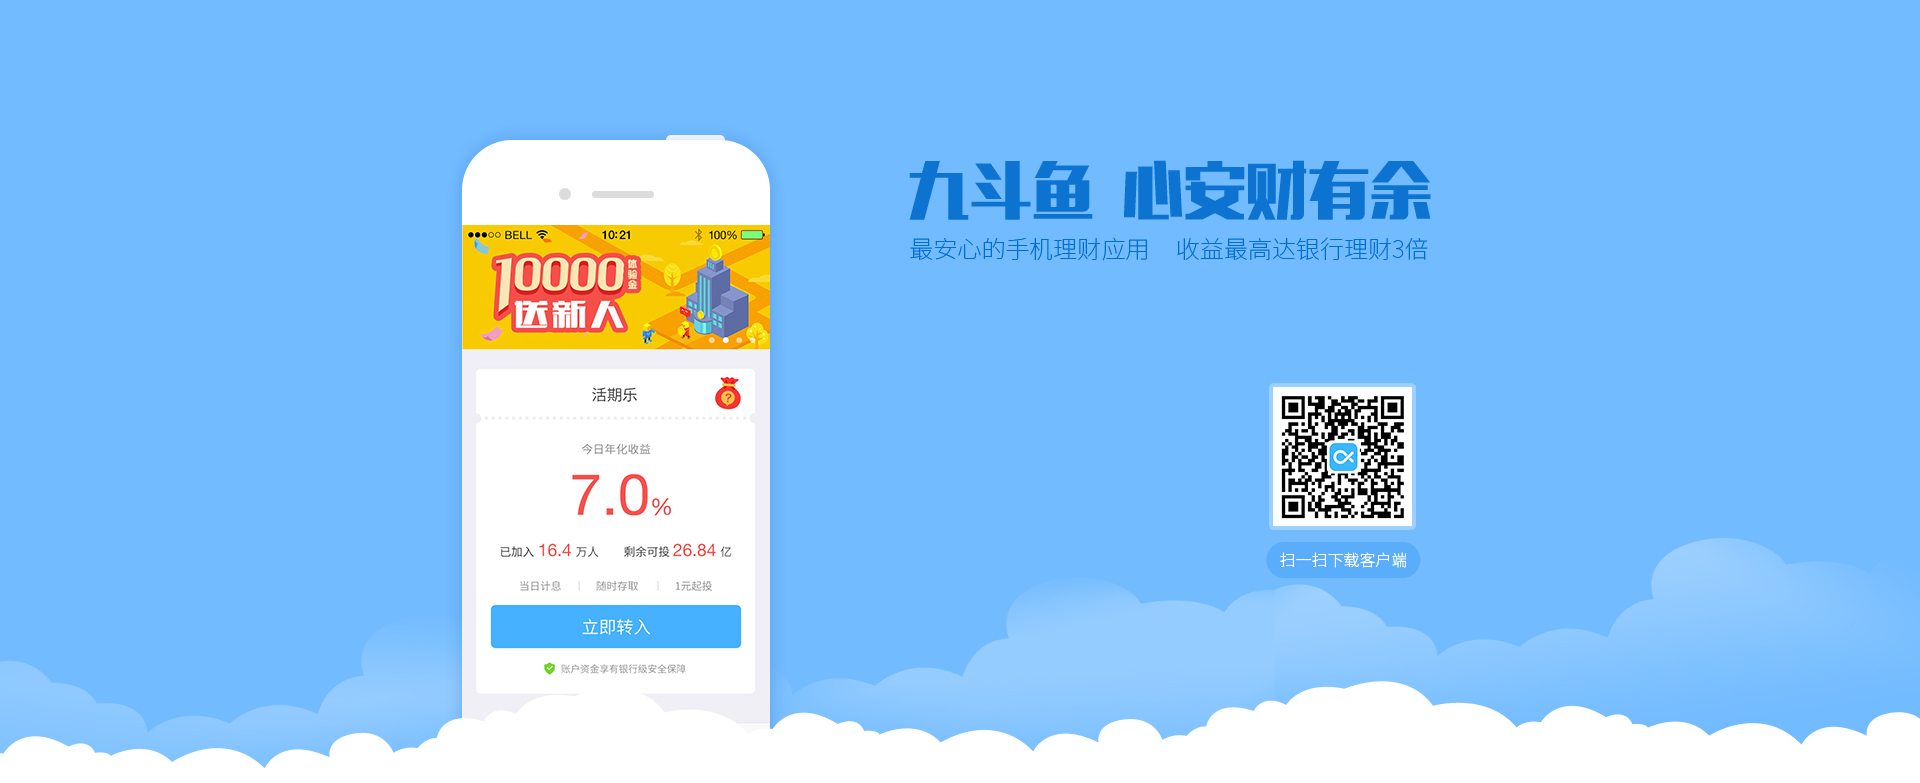 九斗鱼 心安财有余
最安心的手机理财应用 收益最高达银行理财3倍
BELL 10:21 100%
10000体验金
送新人
活期乐
?
今日年化收益
7.0%
已加入 16.4 万人 剩余可投 26.84 亿
当日计息 | 随时存取 | 1元起投
立即转入
账户资金享有银行级安全保障
扫一扫下载客户端